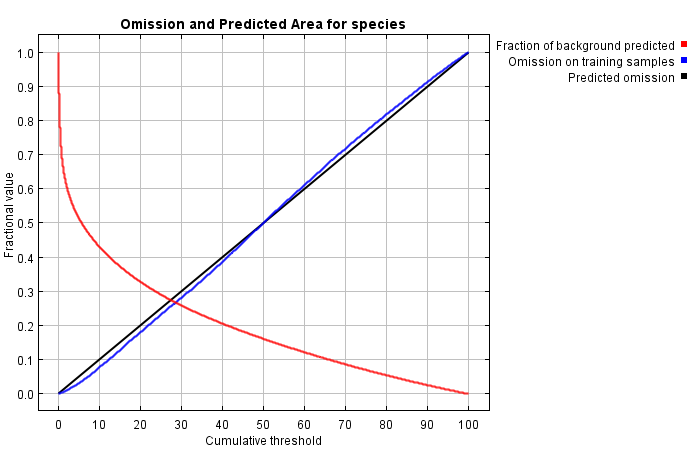 Omission and Predicted Area for species
Fraction of background predicted
Omission on training samples
Predicted omission
Fractional value
1.0
0.9
0.8
0.7
0.6
0.5
0.4
0.3
0.2
0.1
0.0
0 10 20 30 40 50 60 70 80 90 100
Cumulative threshold